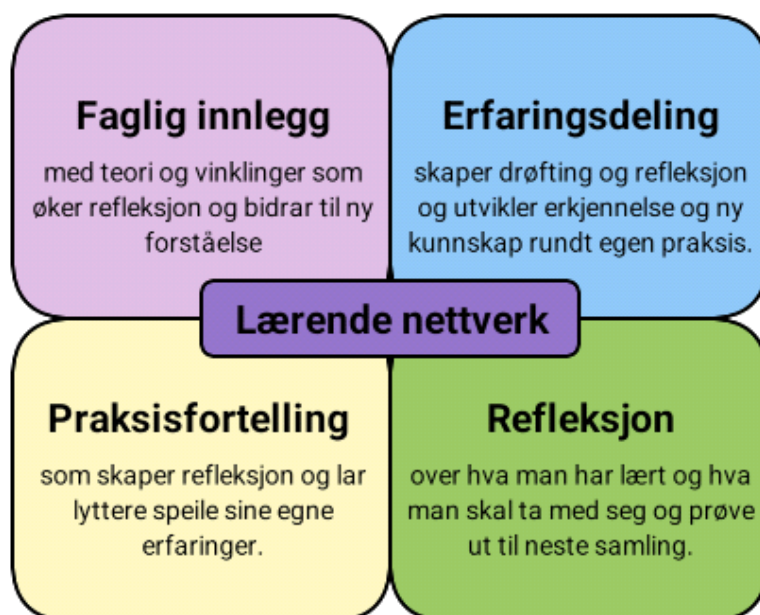 Faglig innlegg
med teori og vinklinger som
øker refleksjon og bidrar til ny
forståelse
Erfaringsdeling
skaper drøfting og refleksjon
og utvikler erkjennelse og ny
kunnskap rundt egen praksis.
Lærende nettverk
Praksisfortelling
som skaper refleksjon og lar
lyttere speile sine egne
erfaringer.
Refleksjon
over hva man har lært og hva
man skal ta med seg og prøve
ut til neste samling.